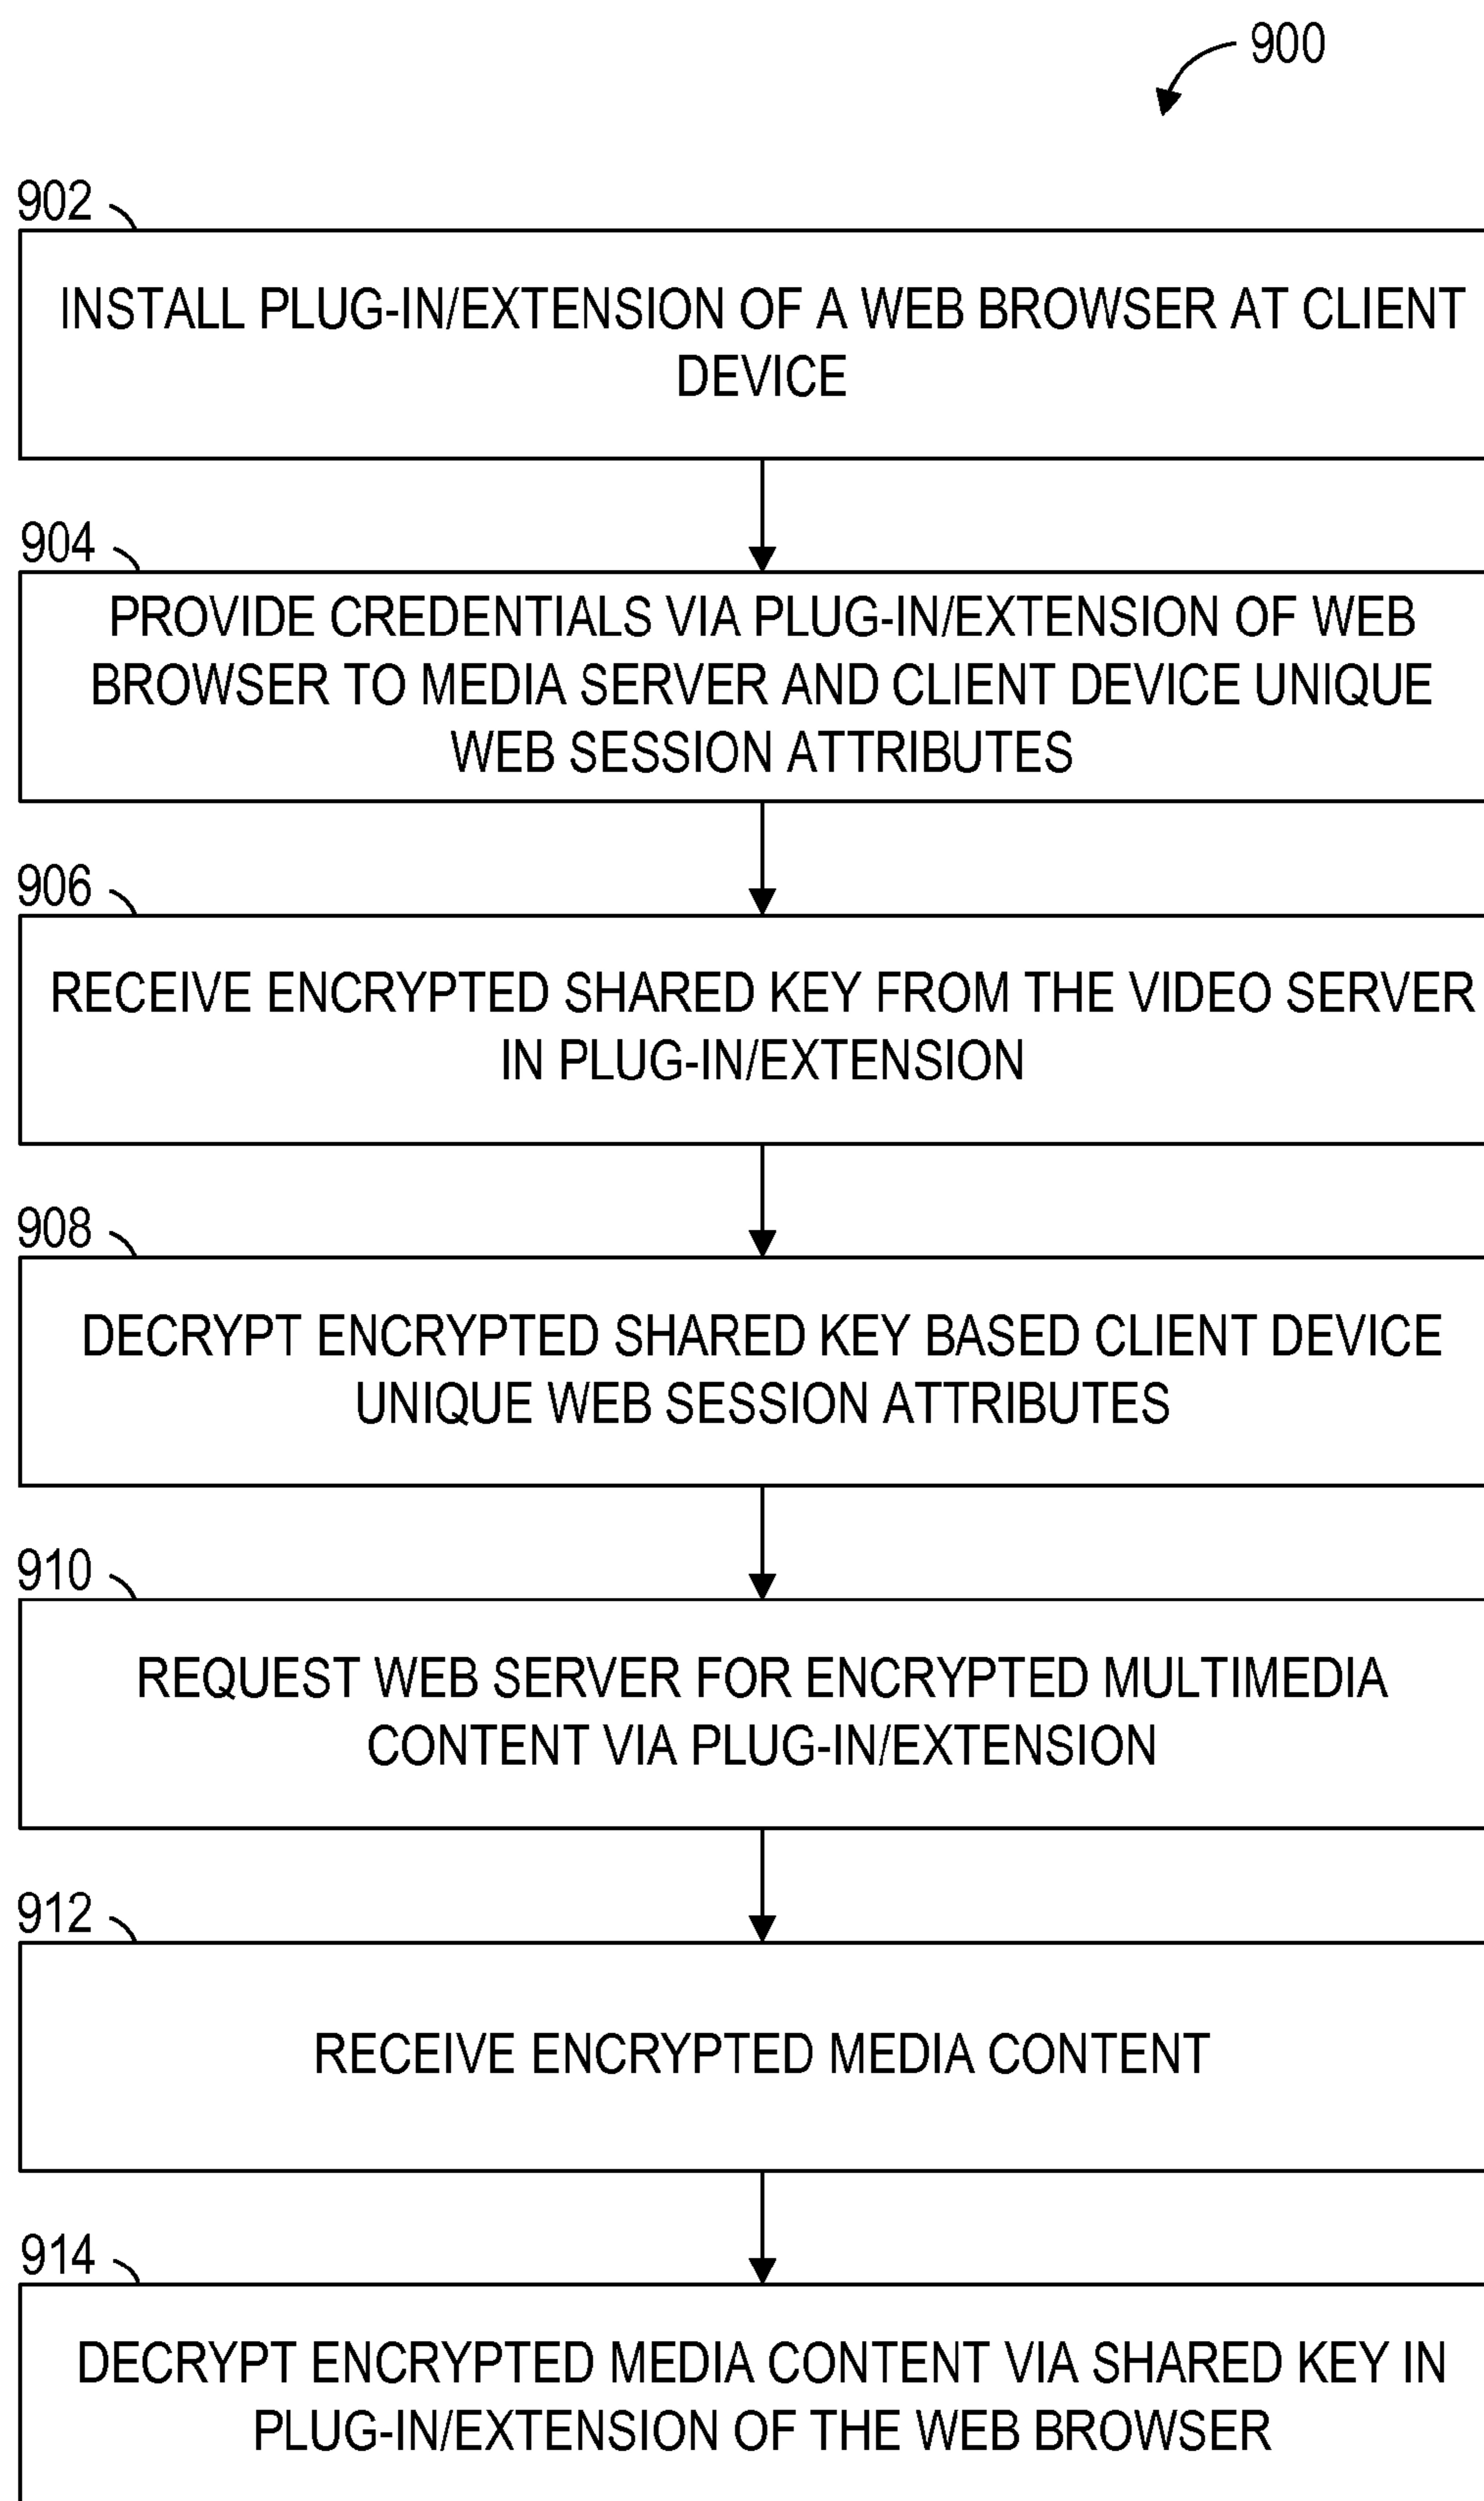 900
902
INSTALL PLUG-IN/EXTENSION OF A WEB BROWSER AT CLIENT
DEVICE
904
PROVIDE CREDENTIALS VIA PLUG-IN/EXTENSION OF WEB
BROWSER TO MEDIA SERVER AND CLIENT DEVICE UNIQUE
WEB SESSION ATTRIBUTES
906
RECEIVE ENCRYPTED SHARED KEY FROM THE VIDEO SERVER
IN PLUG-IN/EXTENSION
908
DECRYPT ENCRYPTED SHARED KEY BASED CLIENT DEVICE
UNIQUE WEB SESSION ATTRIBUTES
910
REQUEST WEB SERVER FOR ENCRYPTED MULTIMEDIA
CONTENT VIA PLUG-IN/EXTENSION
912
RECEIVE ENCRYPTED MEDIA CONTENT
914
DECRYPT ENCRYPTED MEDIA CONTENT VIA SHARED KEY IN
PLUG-IN/EXTENSION OF THE WEB BROWSER